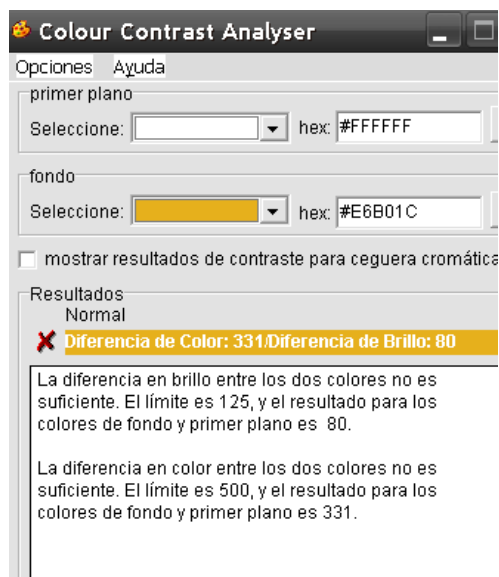 Colour Contrast Analyser
Opciones Ayuda
primer plano
Seleccione: hex: #FFFFFF
fondo
Seleccione: hex: #E6B01C
mostrar resultados de contraste para ceguera cromática
Resultados
Normal
Diferencia de Color: 331/Diferencia de Brillo: 80
La diferencia en brillo entre los dos colores no es
suficiente. El límite es 125, y el resultado para los
colores de fondo y primer plano es 80.
La diferencia en color entre los dos colores no es
suficiente. El límite es 500, y el resultado para los
colores de fondo y primer plano es 331.